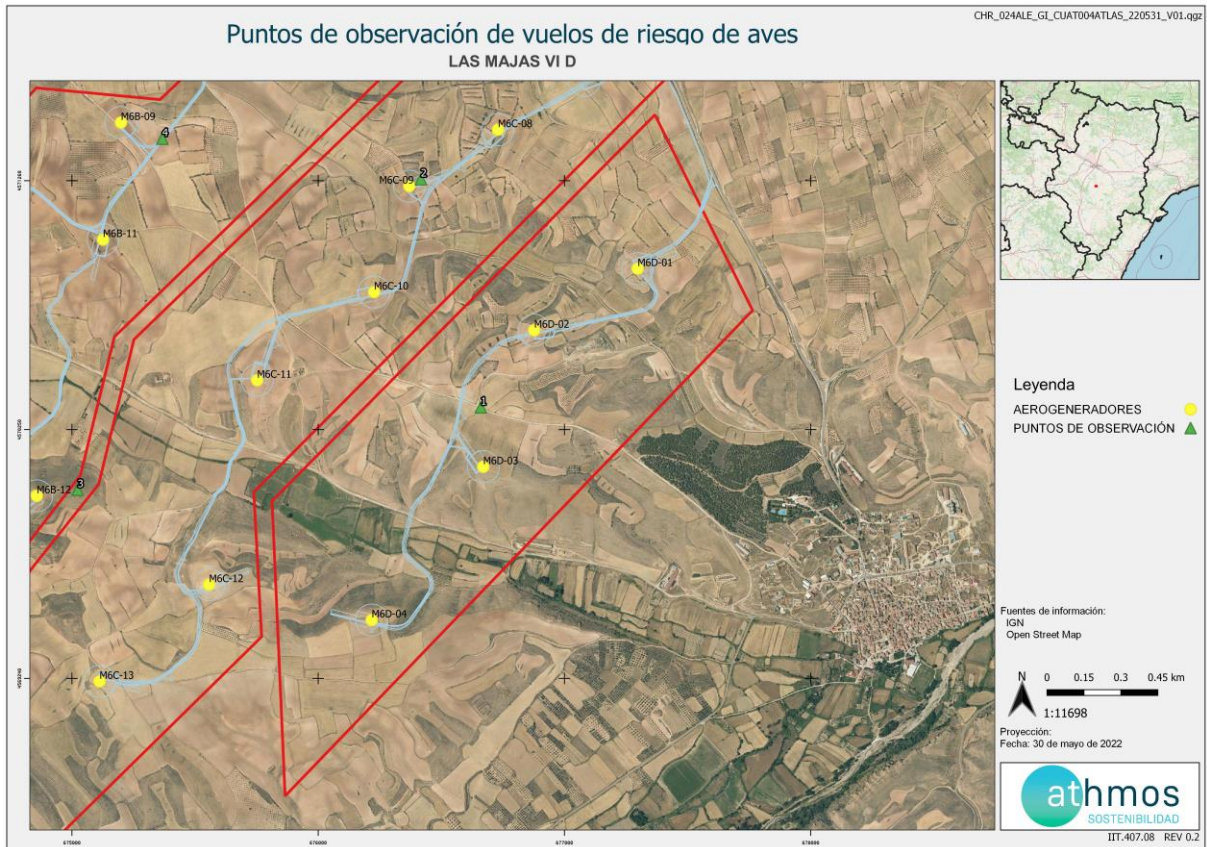 CHR_024ALE_GI_CUAT004ATLAS_220531_V01.qgz
Puntos de observación de vuelos de riesgo de aves
LAS MAJAS VI D
M6B-09
4
M6C-08
M6C-09
2
M6B-11
M6D-01
M6C-10
M6D-02
M6C-11
1
M6D-03
M6B-12
3
M6C-12
M6D-04
M6C-13
675000
676000
677000
678000
Leyenda
AEROGENERADORES
PUNTOS DE OBSERVACIÓN
Fuentes de información:
IGN
Open Street Map
N
0 0.15 0.3 0.45 km
1:11698
Proyección:
Fecha: 30 de mayo de 2022
athmos
SOSTENIBILIDAD
IIT.407.08 REV 0.2